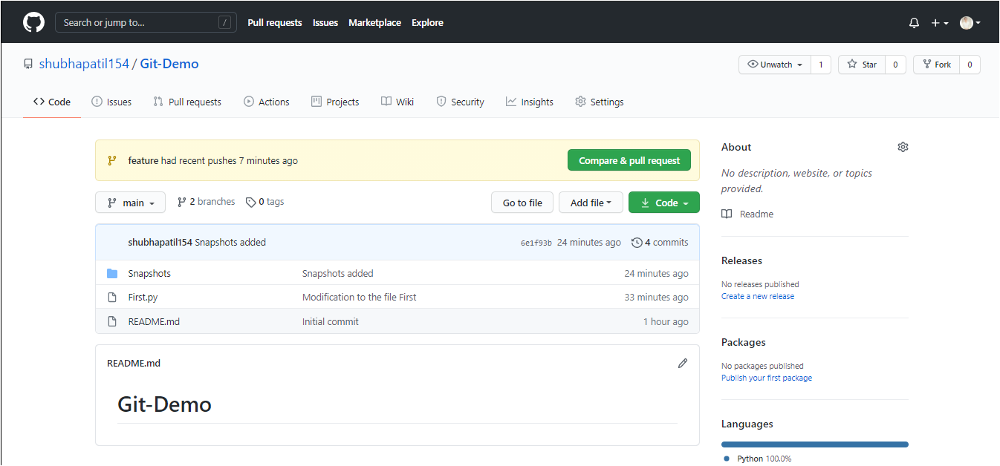 Search or jump to... / Pull requests Issues Marketplace Explore
shubhapatil154 / Git-Demo Unwatch 1 Star 0 Fork 0
Code Issues Pull requests Actions Projects Wiki Security Insights Settings
feature had recent pushes 7 minutes ago Compare & pull request
main 2 branches 0 tags Go to file Add file Code
shubhapatil154 Snapshots added 6e1f93b 24 minutes ago 4 commits
Snapshots Snapshots added 24 minutes ago
First.py Modification to the file First 33 minutes ago
README.md Initial commit 1 hour ago
README.md
Git-Demo
About
No description, website, or topics
provided.
Readme
Releases
No releases published
Create a new release
Packages
No packages published
Publish your first package
Languages
Python 100.0%